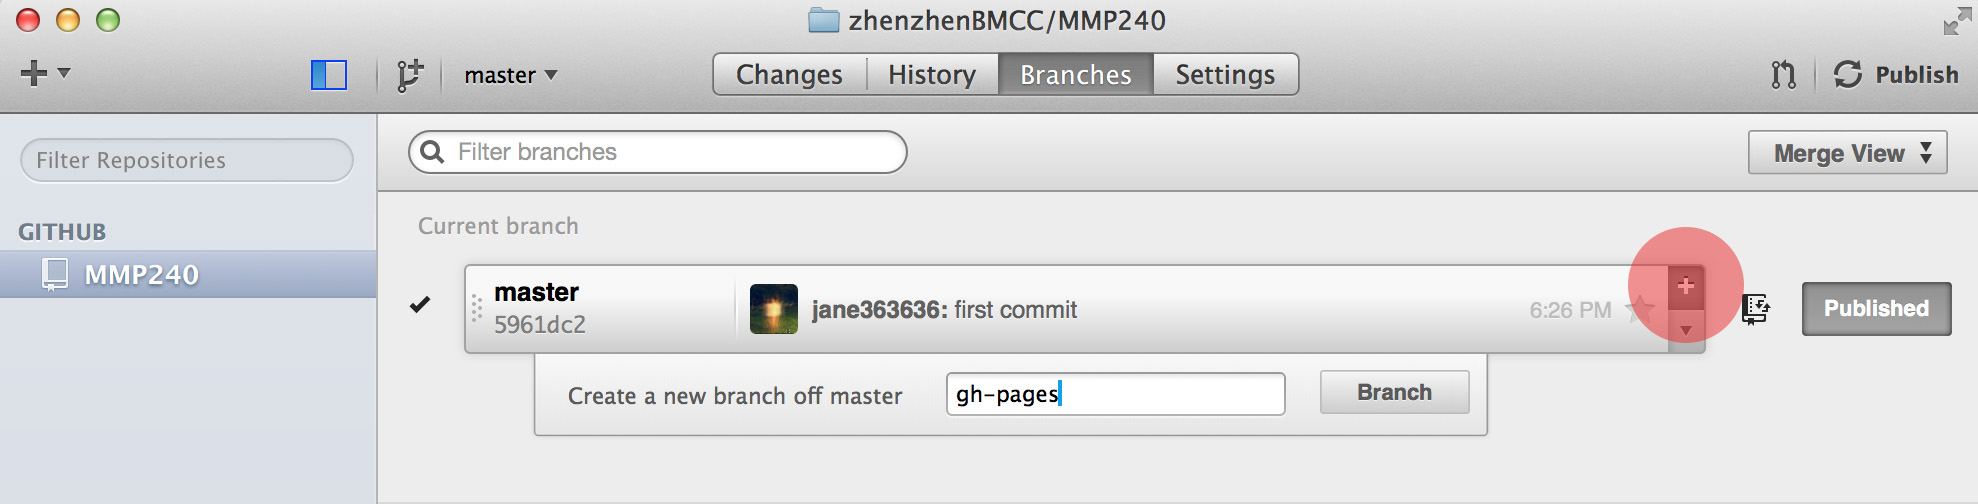 zhenzhenBMCC/MMP240
master Changes History Branches Settings Publish
Filter Repositories
Filter branches
Merge View
GITHUB
MMP240
Current branch
master
5961dc2
jane363636: first commit
6:26 PM
Published
Create a new branch off master gh-pages Branch